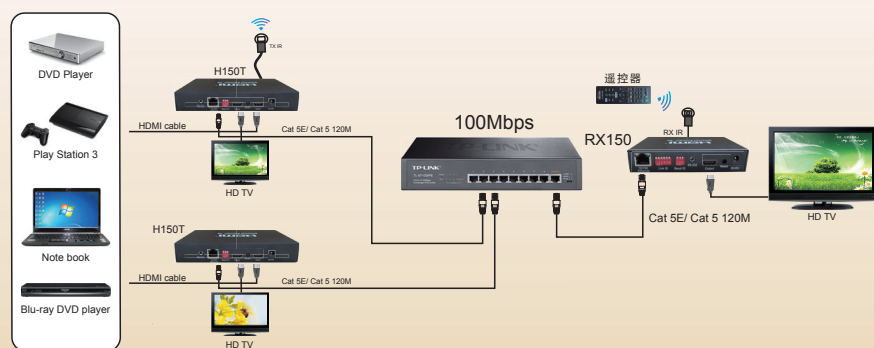 DVD Player
Play Station 3
Note book
Blu-ray DVD player
TX IR
H150T
HDMI cable
Cat 5E/ Cat 5 120M
HD TV
H150T
HDMI cable
Cat 5E/ Cat 5 120M
HD TV
100Mbps
TP-LINK
遥控器
RX150
RX IR
Cat 5E/ Cat 5 120M
HD TV